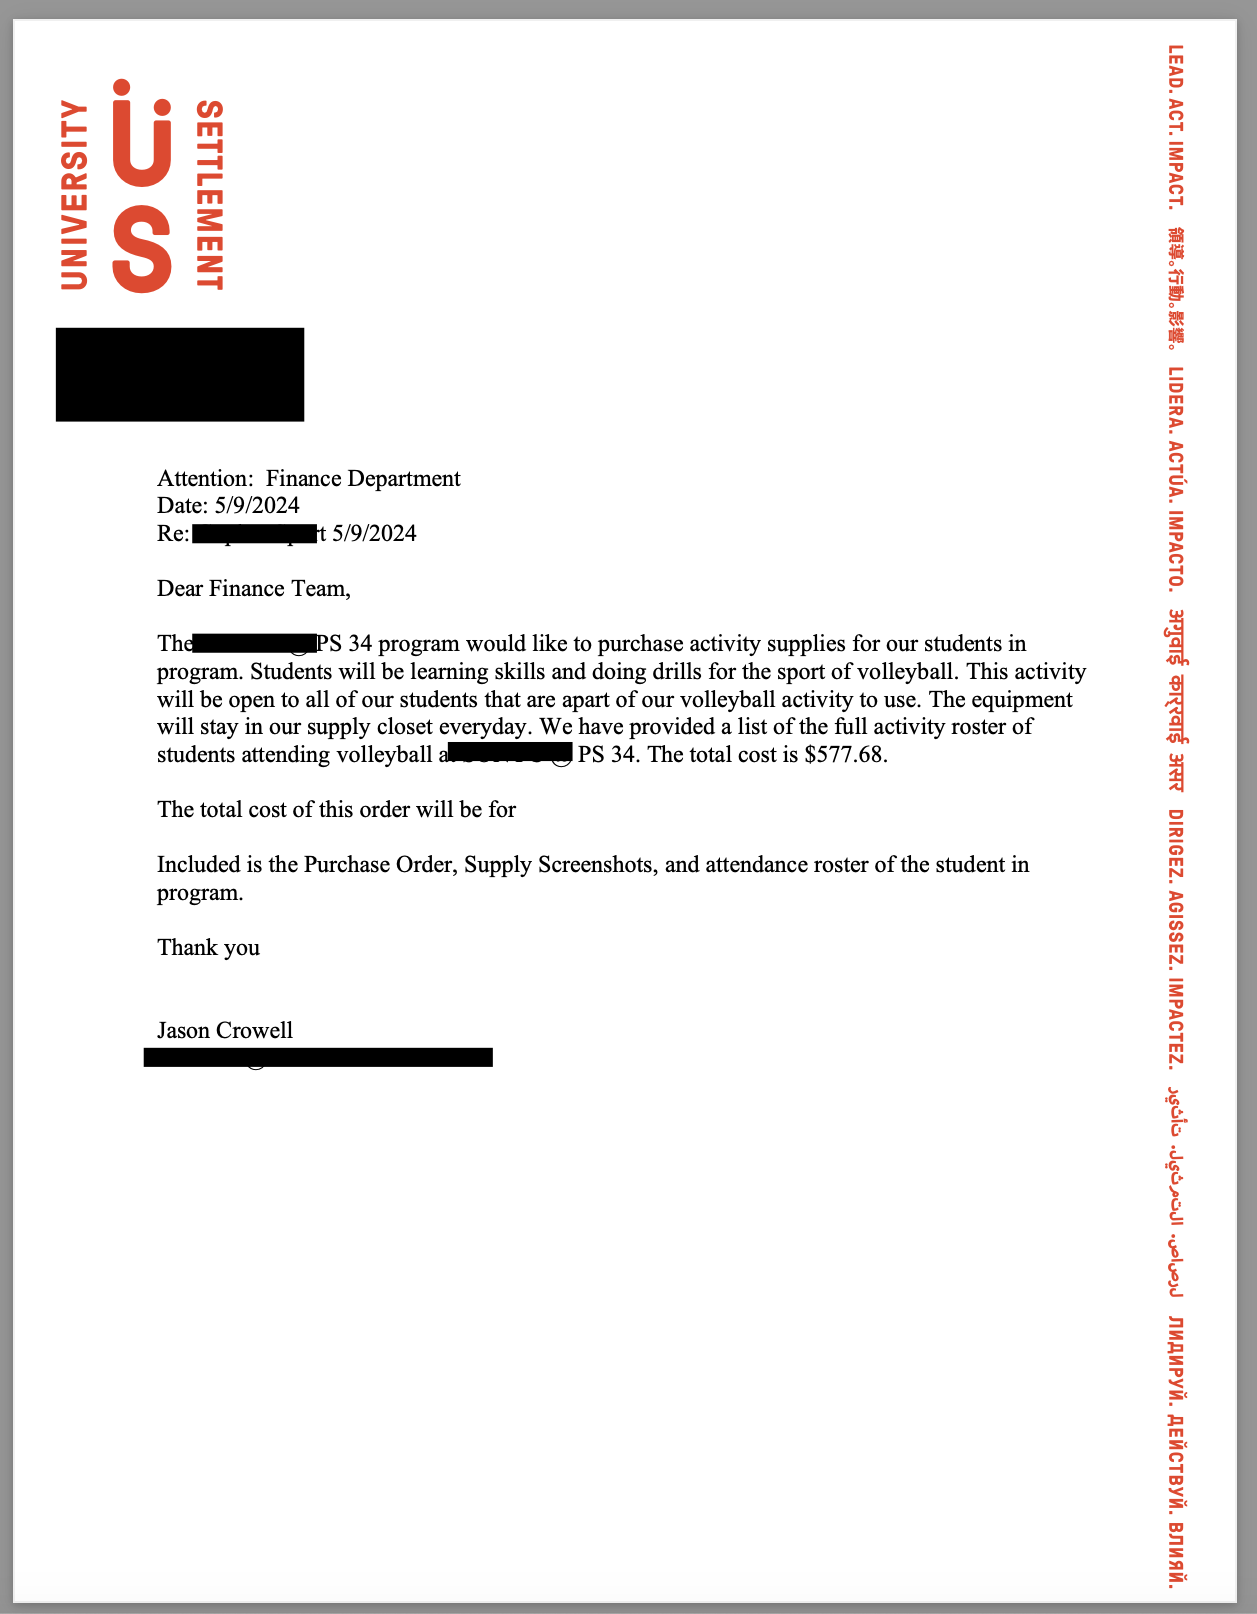 UNIVERSITY
US
SETTLEMENT
Attention:  Finance Department
Date: 5/9/2024
Re: 5/9/2024
Dear Finance Team,
The PS 34 program would like to purchase activity supplies for our students in
program. Students will be learning skills and doing drills for the sport of volleyball. This activity
will be open to all of our students that are apart of our volleyball activity to use. The equipment
will stay in our supply closet everyday. We have provided a list of the full activity roster of
students attending volleyball PS 34. The total cost is $577.68.
The total cost of this order will be for
Included is the Purchase Order, Supply Screenshots, and attendance roster of the student in
program.
Thank you
Jason Crowell
LEAD. ACT. IMPACT. 領導。行動。影響。 LIDERA. ACTÚA. IMPACTO. अगुवाई कार्रवाई असर DIRIGEZ. AGISSEZ. IMPACTEZ. ЛИДИРУЙ. ДЕЙСТВУЙ. ВЛИЯЙ.